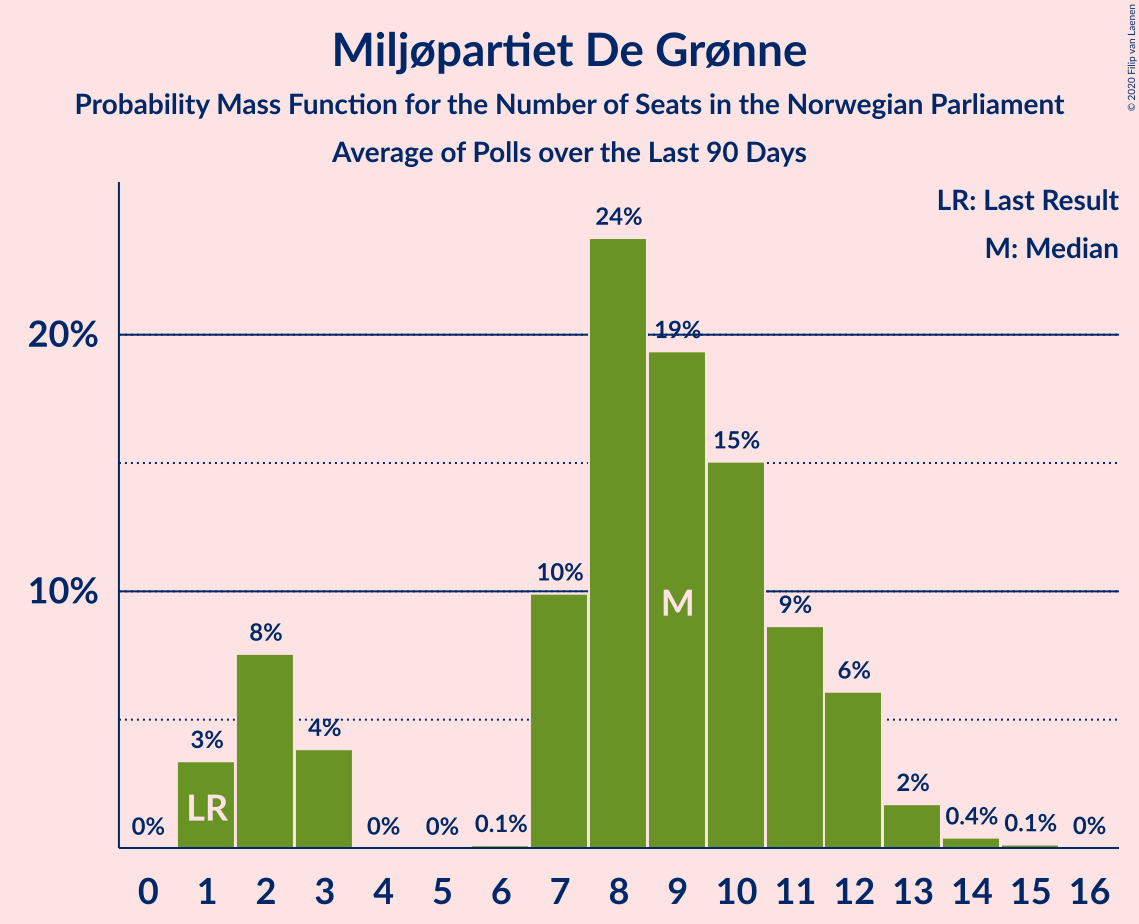 Miljøpartiet De Grønne
Probability Mass Function for the Number of Seats in the Norwegian Parliament
Average of Polls over the Last 90 Days
© 2020 Filip van Laenen
LR: Last Result
M: Median
24%
20%
19%
15%
10%
10%
9%
8%
6%
3%
4%
2%
0%
0%
0%
0.1%
0.4%
0.1%
0%
LR
M
0 1 2 3 4 5 6 7 8 9 10 11 12 13 14 15 16